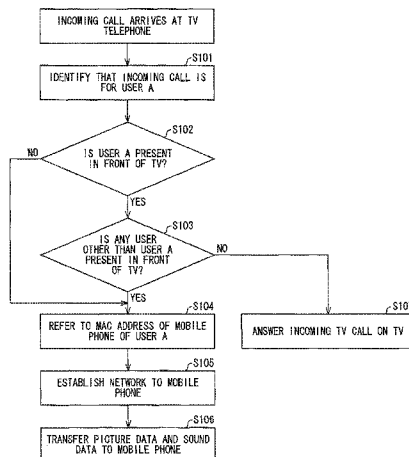 INCOMING CALL ARRIVES AT TV
TELEPHONE
S101
IDENTIFY THAT INCOMING CALL IS
FOR USER A
S102
IS USER A PRESENT
IN FRONT OF TV?
NO
YES
S103
IS ANY USER
OTHER THAN USER A
PRESENT IN FRONT
OF TV?
NO
YES
S104
REFER TO MAC ADDRESS OF MOBILE
PHONE OF USER A
S107
ANSWER INCOMING TV CALL ON TV
S105
ESTABLISH NETWORK TO MOBILE
PHONE
S106
TRANSFER PICTURE DATA AND SOUND
DATA TO MOBILE PHONE